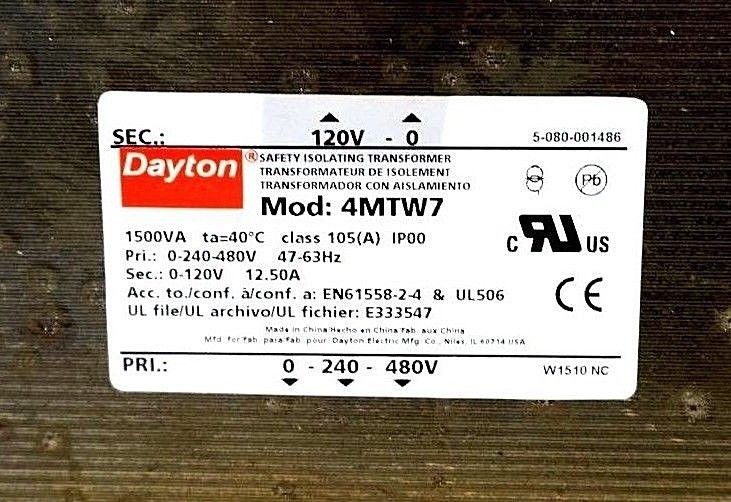 SEC.: 120V - 0 5-080-001486
Dayton ® SAFETY ISOLATING TRANSFORMER
TRANSFORMATEUR DE ISOLEMENT
TRANSFORMADOR CON AISLAMIENTO
Mod: 4MTW7
Pb
1500VA ta=40°C class 105(A) IP00
Pri.: 0-240-480V 47-63Hz
Sec.: 0-120V 12.50A
C RU US
Acc. to./conf. à/conf. a: EN61558-2-4 & UL506
UL file/UL archivo/UL fichier: E333547
CE
Made in China/Hecho en China/Fab. aux China
Mfd. for/Fab. para/Fab. pour: Dayton Electric Mfg. Co., Niles, IL 60714 USA
PRI.: 0 - 240 - 480V W1510 NC